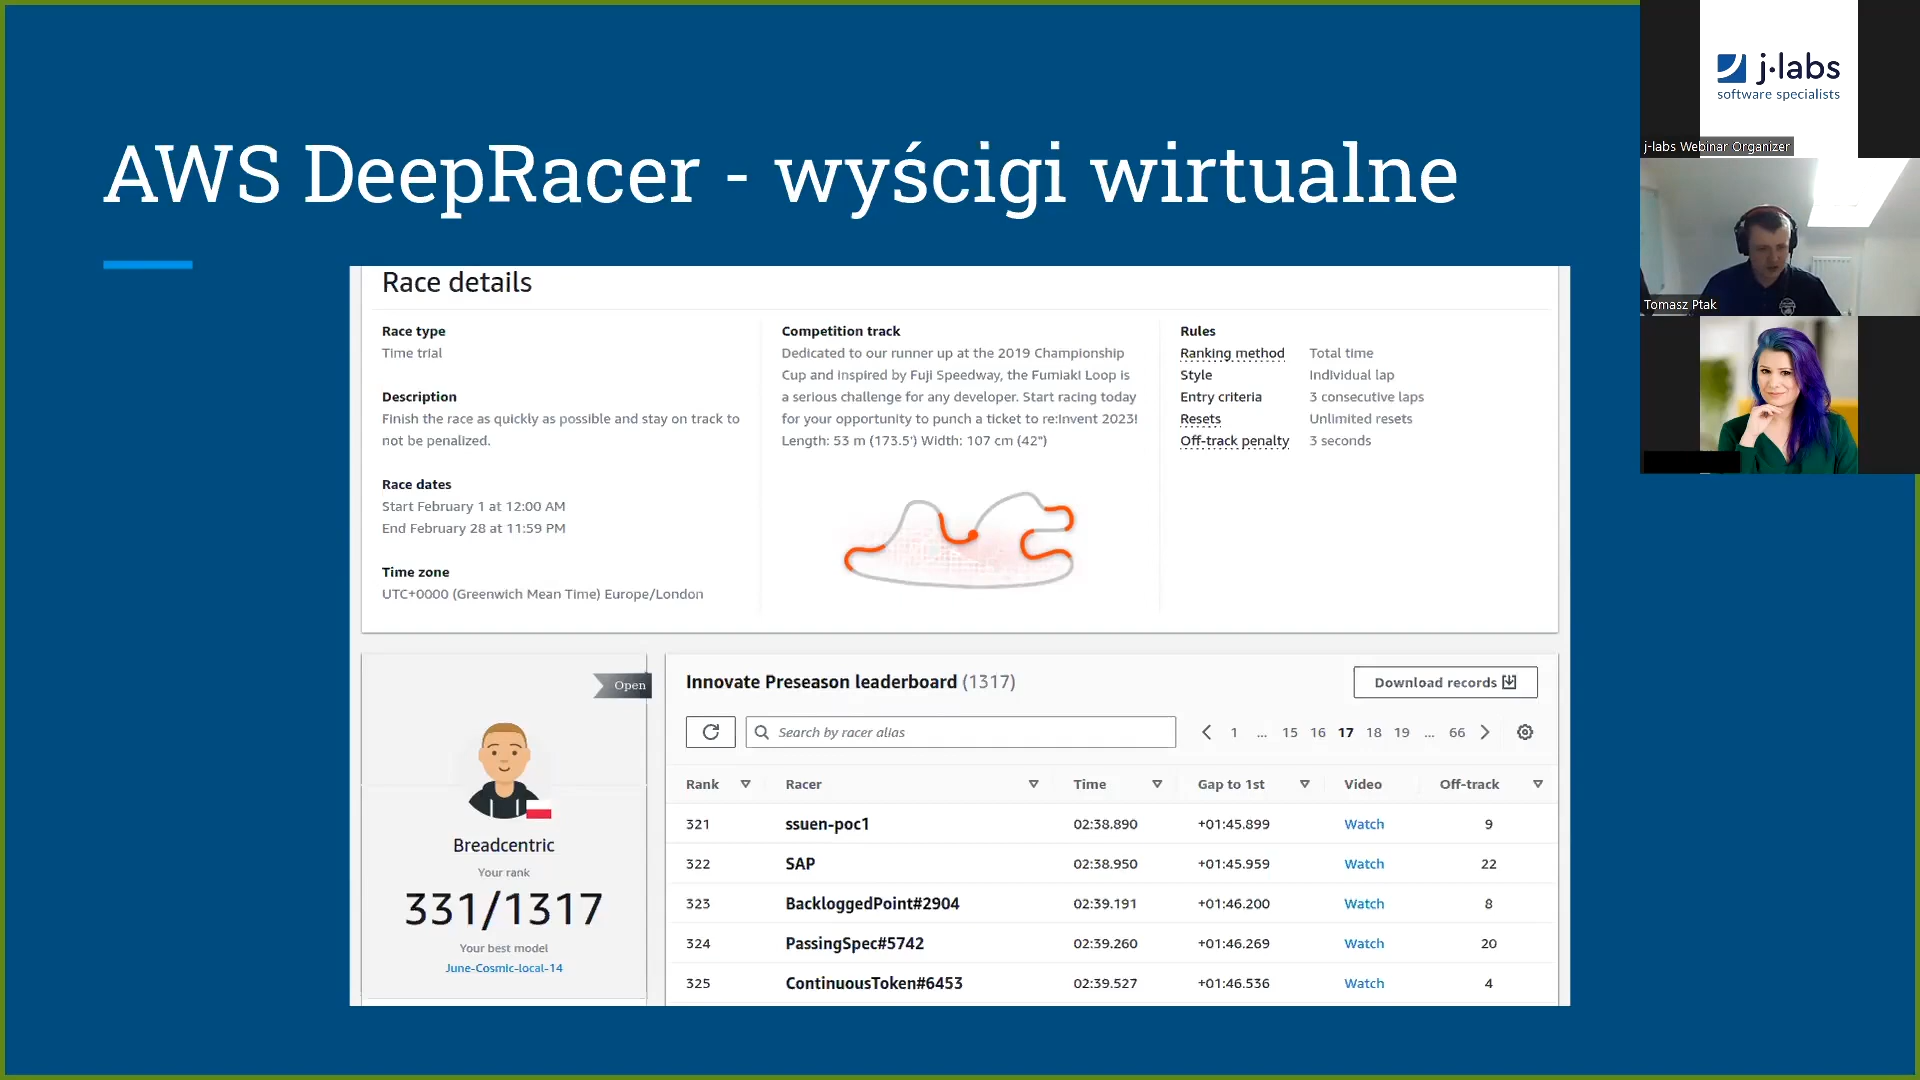 AWS DeepRacer - wyścigi wirtualne
Race details
Race type
Time trial
Description
Finish the race as quickly as possible and stay on track to
not be penalized.
Race dates
Start February 1 at 12:00 AM
End February 28 at 11:59 PM
Time zone
UTC+0000 (Greenwich Mean Time) Europe/London
Competition track
Dedicated to our runner up at the 2019 Championship
Cup and inspired by Fuji Speedway, the Fumiaki Loop is
a serious challenge for any developer. Start racing today
for your opportunity to punch a ticket to re:Invent 2023!
Length: 53 m (173.5') Width: 107 cm (42")
Rules
Ranking method Total time
Style Individual lap
Entry criteria 3 consecutive laps
Resets Unlimited resets
Off-track penalty 3 seconds
Open
Breadcentric
Your rank
331/1317
Your best model
June-Cosmic-local-14
Innovate Preseason leaderboard (1317)
Download records
Search by racer alias
1 ... 15 16 17 18 19 ... 66
Rank Racer Time Gap to 1st Video Off-track
321 ssuen-poc1 02:38.890 +01:45.899 Watch 9
322 SAP 02:38.950 +01:45.959 Watch 22
323 BackloggedPoint#2904 02:39.191 +01:46.200 Watch 8
324 PassingSpec#5742 02:39.260 +01:46.269 Watch 20
325 ContinuousToken#6453 02:39.527 +01:46.536 Watch 4
j·labs
software specialists
j-labs Webinar Organizer
Tomasz Ptak